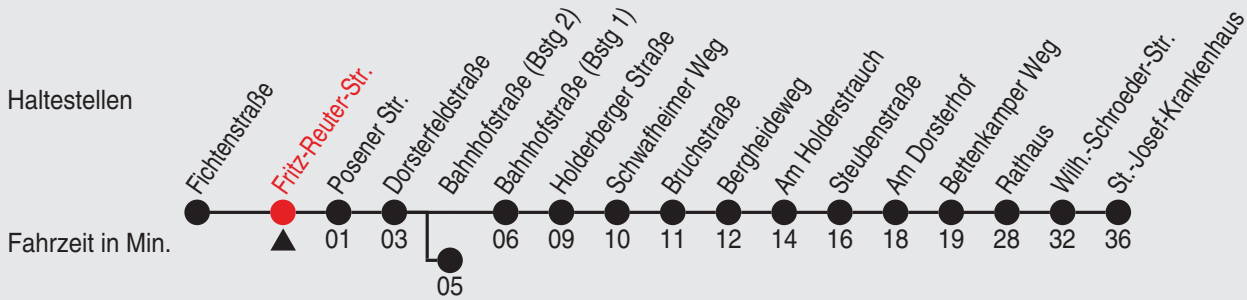 Haltestellen
Fichtenstraße
Fritz-Reuter-Str.
Posener Str.
Dorsterfeldstraße
Bahnhofstraße (Bstg 2)
Bahnhofstraße (Bstg 1)
Holderberger Straße
Schwafheimer Weg
Bruchstraße
Bergheideweg
Am Holderstrauch
Steubenstraße
Am Dorsterhof
Bettenkamper Weg
Rathaus
Wilh.-Schroeder-Str.
St.-Josef-Krankenhaus
Fahrzeit in Min. 01 03 06 09 10 11 12 14 16 18 19 28 32 36
05